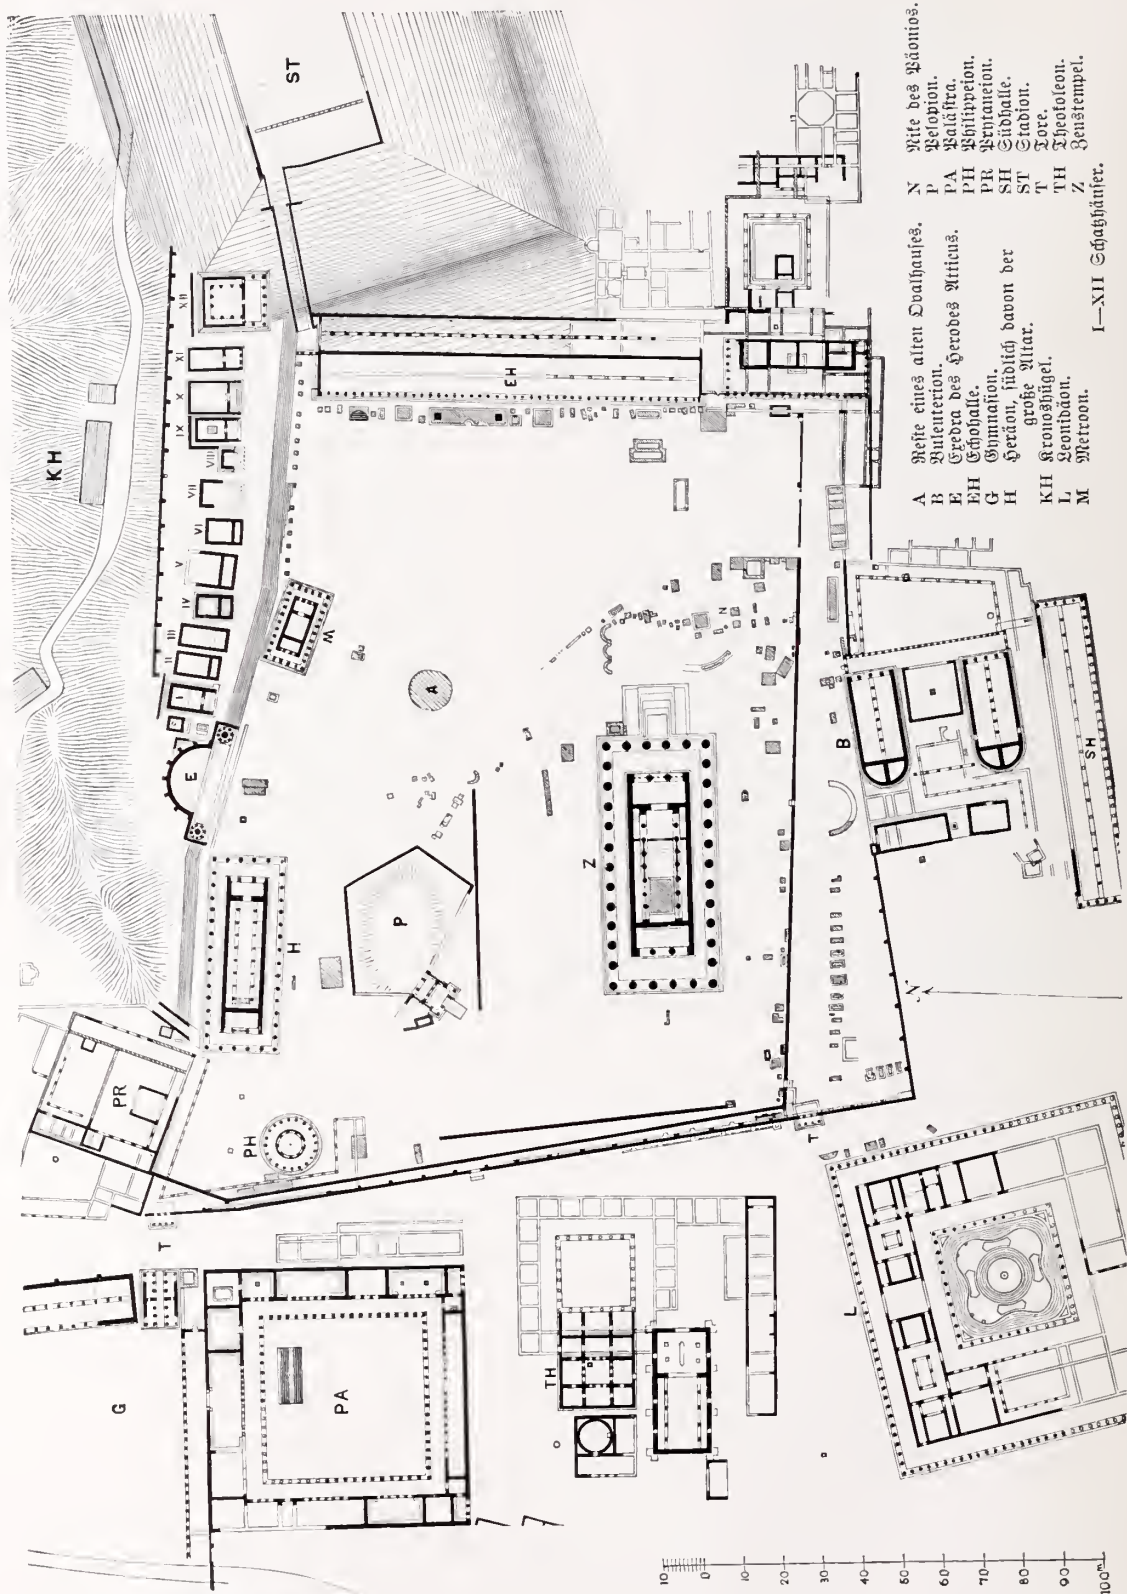 KH
ST
I
II
III
IV
V
VI
VII
VIII
IX
X
XI
XII
E
M
EH
A
H
P
PR
PH
T
G
PA
Z
N
B
SH
TH
T
L
N
10
0
10
20
30
40
50
60
70
80
90
100m
A Reste eines alten Ovalhauses.
B Buleuterion.
E Exedra des Herodes Atticus.
EH Echohalle.
G Gymnasion.
H Heräon, südlich davon der
große Altar.
KH Kronoshügel.
L Leonidäon.
M Metroon.
N Nike des Päonios.
P Pelopion.
PA Palästra.
PH Philippeion.
PR Prytaneion.
SH Südhalle.
ST Stadion.
T Tore.
TH Theokoleon.
Z Zeustempel.
I—XII Schatzhäuser.